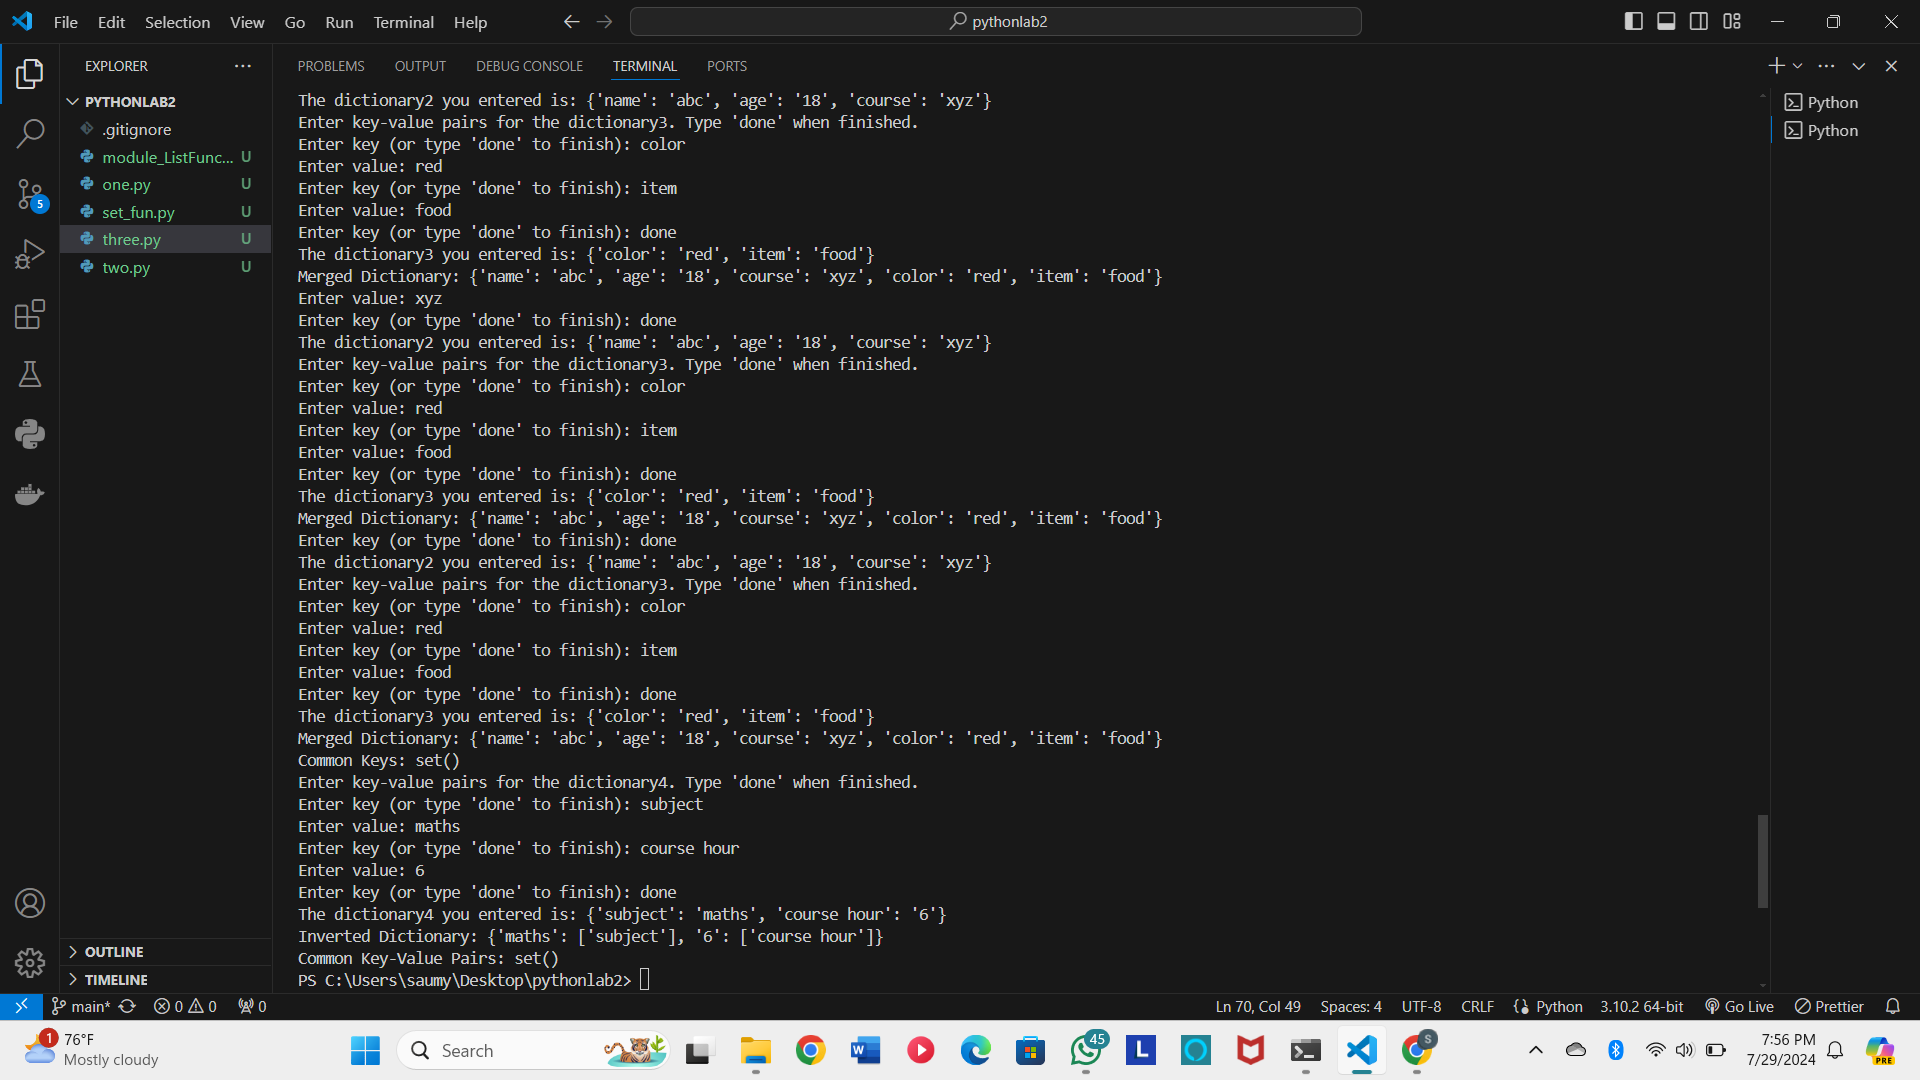 File Edit Selection View Go Run Terminal Help
pythonlab2
EXPLORER
PYTHONLAB2
.gitignore
module_ListFunc... U
one.py U
set_fun.py U
three.py U
two.py U
5
OUTLINE
TIMELINE
PROBLEMS OUTPUT DEBUG CONSOLE TERMINAL PORTS
The dictionary2 you entered is: {'name': 'abc', 'age': '18', 'course': 'xyz'}
Enter key-value pairs for the dictionary3. Type 'done' when finished.
Enter key (or type 'done' to finish): color
Enter value: red
Enter key (or type 'done' to finish): item
Enter value: food
Enter key (or type 'done' to finish): done
The dictionary3 you entered is: {'color': 'red', 'item': 'food'}
Merged Dictionary: {'name': 'abc', 'age': '18', 'course': 'xyz', 'color': 'red', 'item': 'food'}
Enter value: xyz
Enter key (or type 'done' to finish): done
The dictionary2 you entered is: {'name': 'abc', 'age': '18', 'course': 'xyz'}
Enter key-value pairs for the dictionary3. Type 'done' when finished.
Enter key (or type 'done' to finish): color
Enter value: red
Enter key (or type 'done' to finish): item
Enter value: food
Enter key (or type 'done' to finish): done
The dictionary3 you entered is: {'color': 'red', 'item': 'food'}
Merged Dictionary: {'name': 'abc', 'age': '18', 'course': 'xyz', 'color': 'red', 'item': 'food'}
Enter key (or type 'done' to finish): done
The dictionary2 you entered is: {'name': 'abc', 'age': '18', 'course': 'xyz'}
Enter key-value pairs for the dictionary3. Type 'done' when finished.
Enter key (or type 'done' to finish): color
Enter value: red
Enter key (or type 'done' to finish): item
Enter value: food
Enter key (or type 'done' to finish): done
The dictionary3 you entered is: {'color': 'red', 'item': 'food'}
Merged Dictionary: {'name': 'abc', 'age': '18', 'course': 'xyz', 'color': 'red', 'item': 'food'}
Common Keys: set()
Enter key-value pairs for the dictionary4. Type 'done' when finished.
Enter key (or type 'done' to finish): subject
Enter value: maths
Enter key (or type 'done' to finish): course hour
Enter value: 6
Enter key (or type 'done' to finish): done
The dictionary4 you entered is: {'subject': 'maths', 'course hour': '6'}
Inverted Dictionary: {'maths': ['subject'], '6': ['course hour']}
Common Key-Value Pairs: set()
PS C:\Users\saumy\Desktop\pythonlab2>
Python
Python
main* 0 0 0 Ln 70, Col 49 Spaces: 4 UTF-8 CRLF Python 3.10.2 64-bit Go Live Prettier
1 76°F
Mostly cloudy
Search
45
L
S
7:56 PM
7/29/2024
PRE